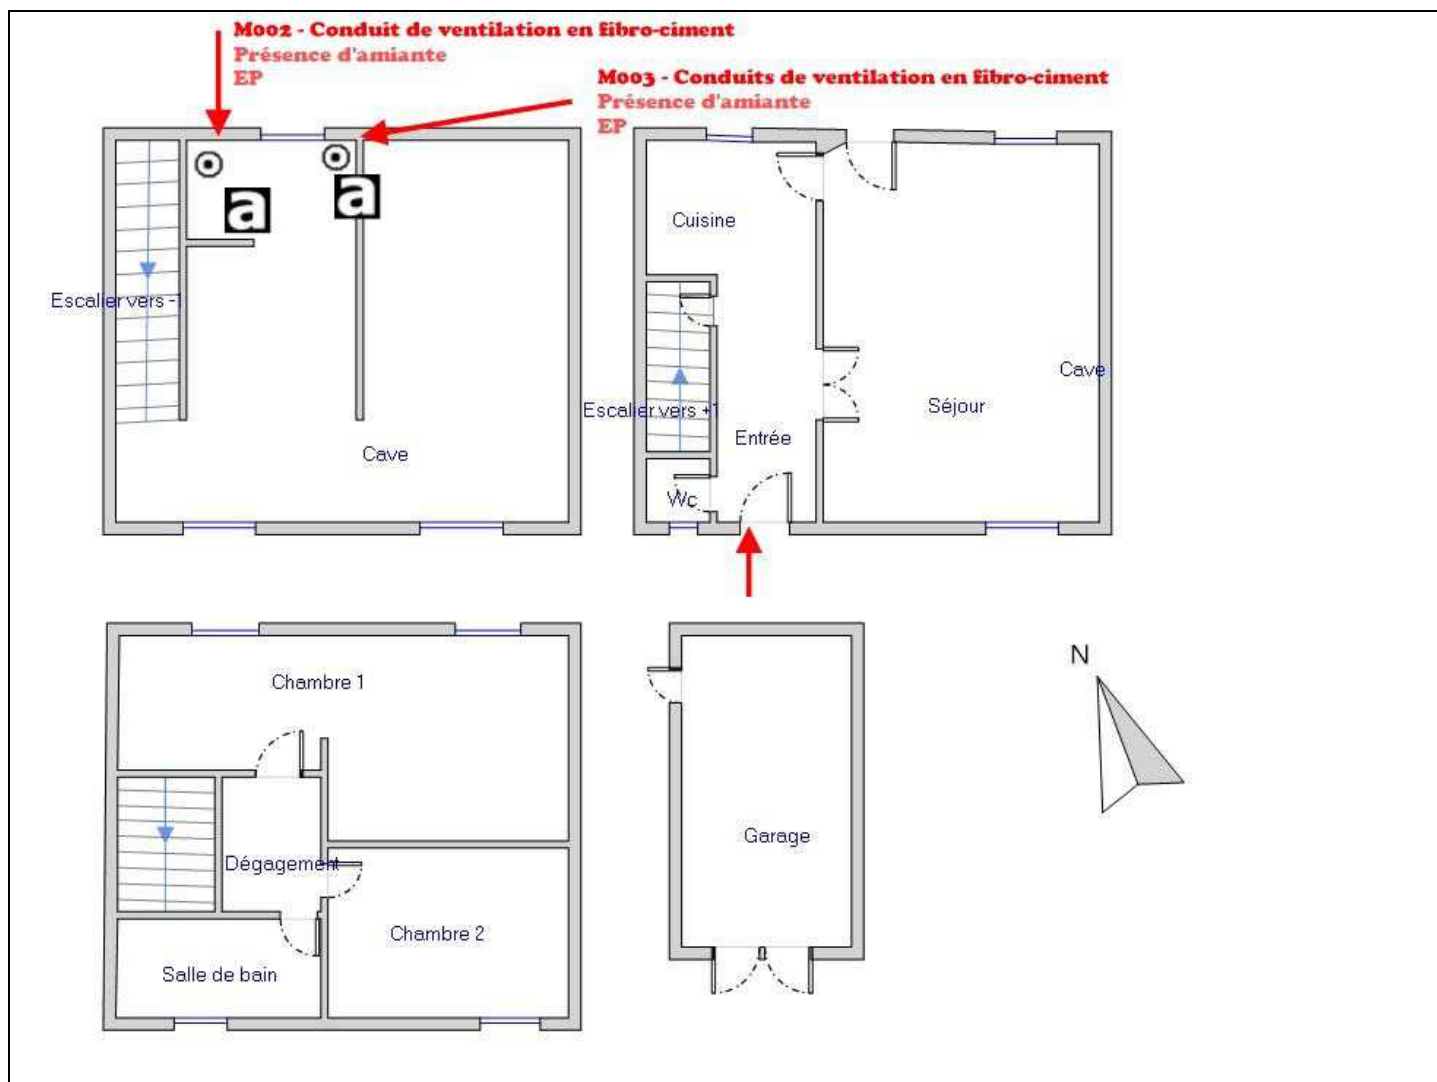 M002 - Conduit de ventilation en fibro-ciment
Présence d'amiante
EP
M003 - Conduits de ventilation en fibro-ciment
Présence d'amiante
EP
a
a
Cuisine
Escalier vers -1
Cave
Escalier vers +1
Séjour
Entrée
Cave
Wc
N
Chambre 1
Garage
Dégagement
Chambre 2
Salle de bain